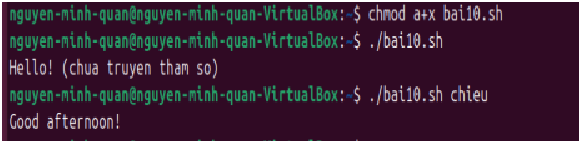 nguyen-minh-quan@nguyen-minh-quan-VirtualBox:~$ chmod a+x bai10.sh
nguyen-minh-quan@nguyen-minh-quan-VirtualBox:~$ ./bai10.sh
Hello! (chua truyen tham so)
nguyen-minh-quan@nguyen-minh-quan-VirtualBox:~$ ./bai10.sh chieu
Good afternoon!